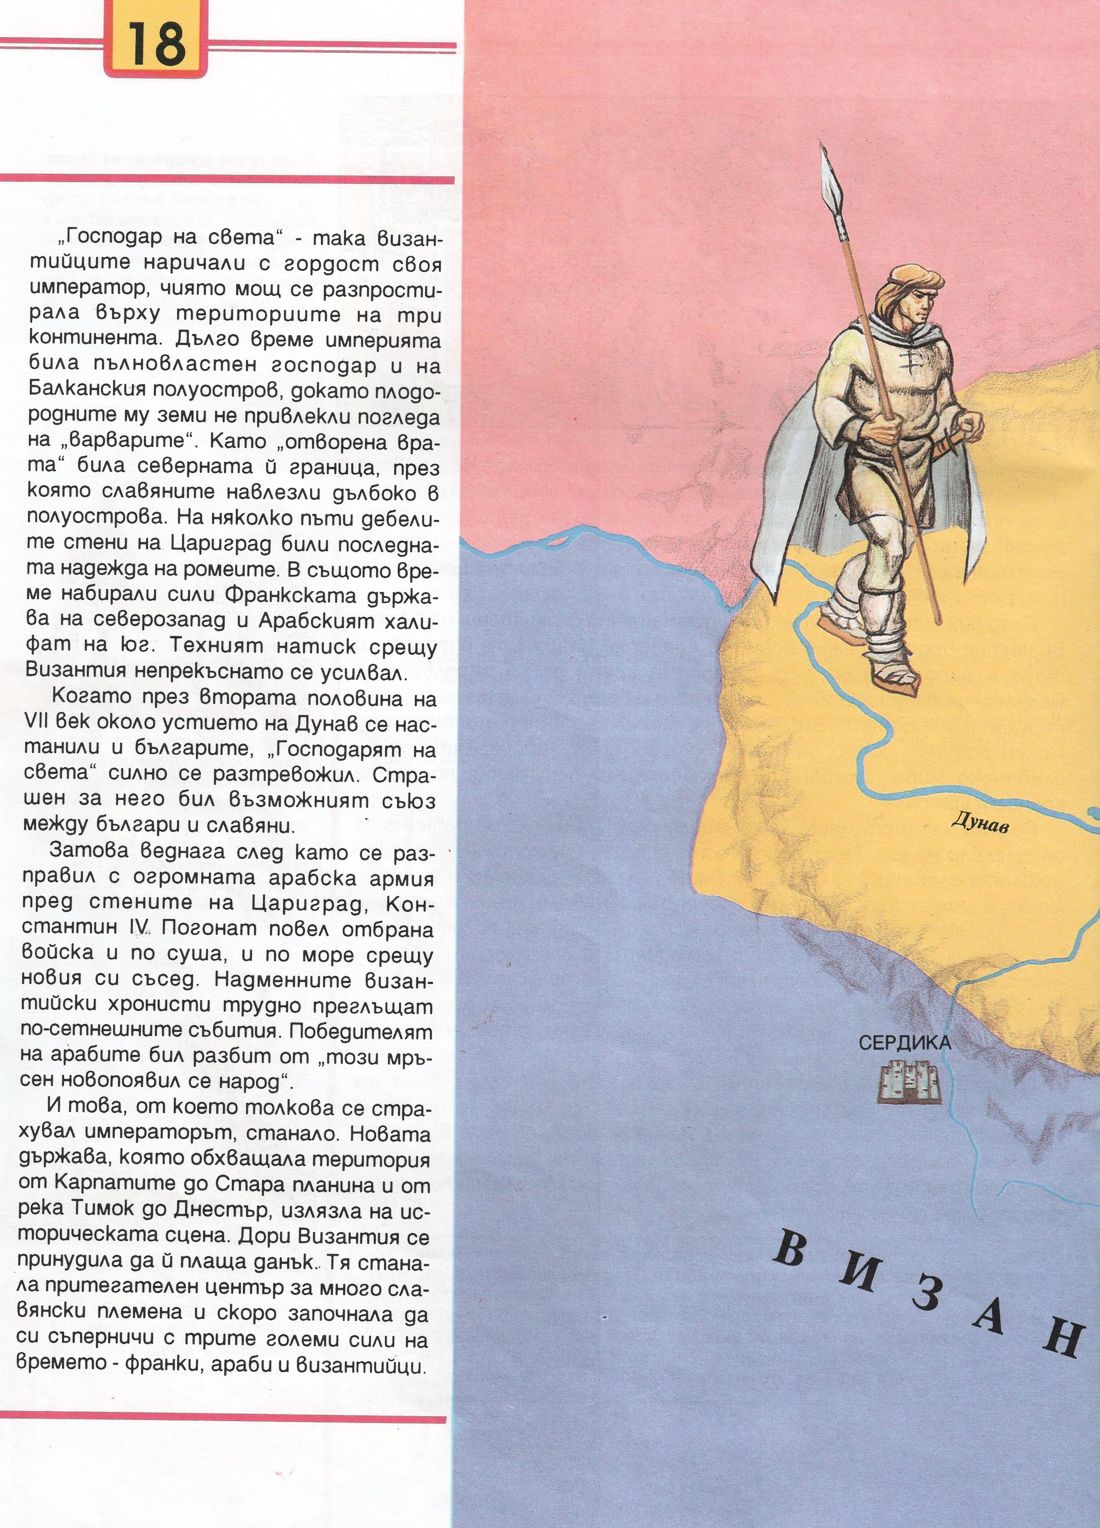 18
„Господар на света“ - така визан-
тийците наричали с гордост своя
император, чиято мощ се разпрости-
рала върху териториите на три
континента. Дълго време империята
била пълновластен господар и на
Балканския полуостров, докато плодо-
родните му земи не привлекли погледа
на „варварите“. Като „отворена вра-
та“ била северната й граница, през
която славяните навлезли дълбоко в
полуострова. На няколко пъти дебели-
те стени на Цариград били последна-
та надежда на ромеите. В същото вре-
ме набирали сили Франкската държа-
ва на северозапад и Арабският хали-
фат на юг. Техният натиск срещу
Византия непрекъснато се усилвал.
Когато през втората половина на
VII век около устието на Дунав се нас-
танили и българите, „Господарят на
света“ силно се разтревожил. Стра-
шен за него бил възможният съюз
между българи и славяни.
Затова веднага след като се раз-
правил с огромната арабска армия
пред стените на Цариград, Кон-
стантин IV. Погонат повел отбрана
войска и по суша, и по море срещу
новия си съсед. Надменните визан-
тийски хронисти трудно преглъщат
по-сетнешните събития. Победителят
на арабите бил разбит от „този мръ-
сен новопоявил се народ“.
И това, от което толкова се стра-
хувал императорът, станало. Новата
държава, която обхващала територия
от Карпатите до Стара планина и от
река Тимок до Днестър, излязла на ис-
торическата сцена. Дори Византия се
принудила да й плаща данък. Тя стана-
ла притегателен център за много сла-
вянски племена и скоро започнала да
си съперничи с трите големи сили на
времето - франки, араби и византийци.
Дунав
СЕРДИКА
ВИЗАН